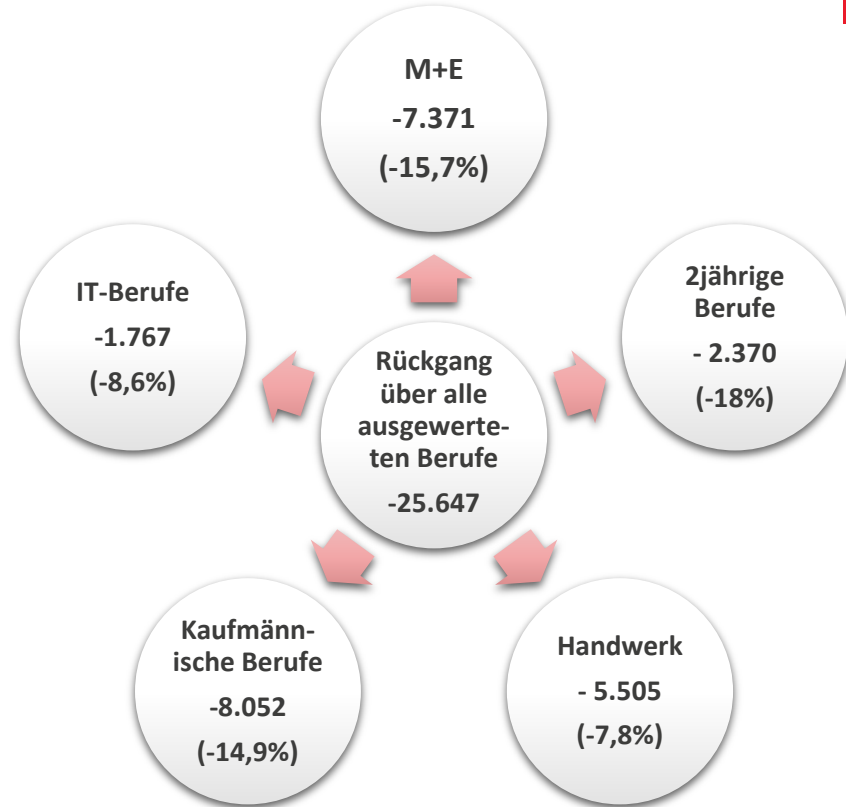 M+E
-7.371
(-15,7%)
IT-Berufe
-1.767
(-8,6%)
2jährige
Berufe
- 2.370
(-18%)
Rückgang
über alle
ausgewerte-
ten Berufe
-25.647
Kaufmänn-
ische Berufe
-8.052
(-14,9%)
Handwerk
- 5.505
(-7,8%)